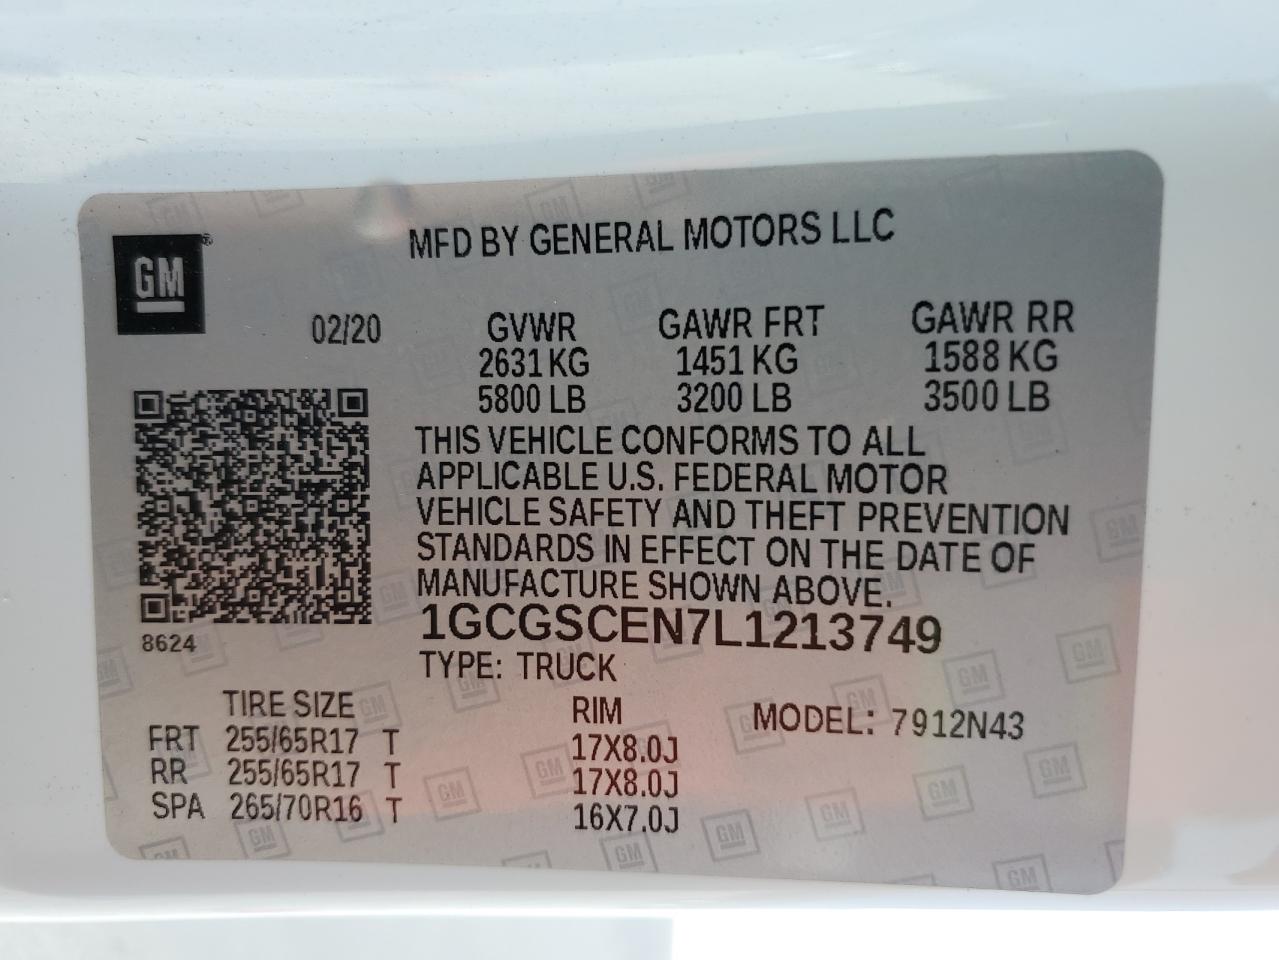 MFD BY GENERAL MOTORS LLC
GM®
02/20
GVWR GAWR FRT GAWR RR
2631 KG 1451 KG 1588 KG
5800 LB 3200 LB 3500 LB
THIS VEHICLE CONFORMS TO ALL
APPLICABLE U.S. FEDERAL MOTOR
VEHICLE SAFETY AND THEFT PREVENTION
STANDARDS IN EFFECT ON THE DATE OF
MANUFACTURE SHOWN ABOVE.
8624
1GCGSCEN7L1213749
TYPE: TRUCK
TIRE SIZE RIM MODEL: 7912N43
FRT 255/65R17 T 17X8.0J
RR 255/65R17 T 17X8.0J
SPA 265/70R16 T 16X7.0J